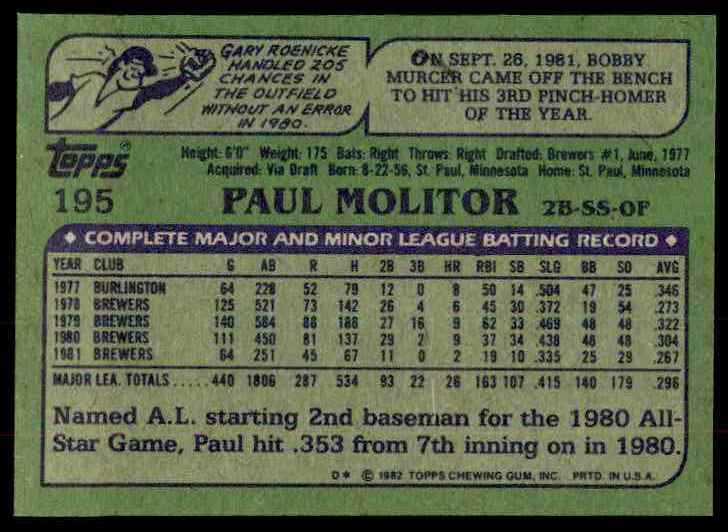 GARY ROENICKE
HANDLED 205
CHANCES IN
THE OUTFIELD
WITHOUT AN ERROR
IN 1980.
ON SEPT. 26, 1981, BOBBY
MURCER CAME OFF THE BENCH
TO HIT HIS 3RD PINCH-HOMER
OF THE YEAR.
topps®
195
Height: 6'0" Weight: 175 Bats: Right Throws: Right Drafted: Brewers #1, June, 1977
Acquired: Via Draft Born: 8-22-56, St. Paul, Minnesota Home: St. Paul, Minnesota
PAUL MOLITOR 2B-SS-OF
◆ COMPLETE MAJOR AND MINOR LEAGUE BATTING RECORD ◆
YEAR CLUB G AB R H 2B 3B HR RBI SB SLG BB SO AVG
1977 BURLINGTON 64 228 52 79 12 0 8 50 14 .504 47 25 .346
1978 BREWERS 125 521 73 142 26 4 6 45 30 .372 19 54 .273
1979 BREWERS 140 584 88 188 27 16 9 62 33 .469 48 48 .322
1980 BREWERS 111 450 81 137 29 2 9 37 34 .438 48 48 .304
1981 BREWERS 64 251 45 67 11 0 2 19 10 .335 25 29 .267
MAJOR LEA. TOTALS ..... 440 1806 287 534 93 22 26 163 107 .415 140 179 .296
Named A.L. starting 2nd baseman for the 1980 All-
Star Game, Paul hit .353 from 7th inning on in 1980.
D* © 1982 TOPPS CHEWING GUM, INC. PRTD. IN U.S.A.